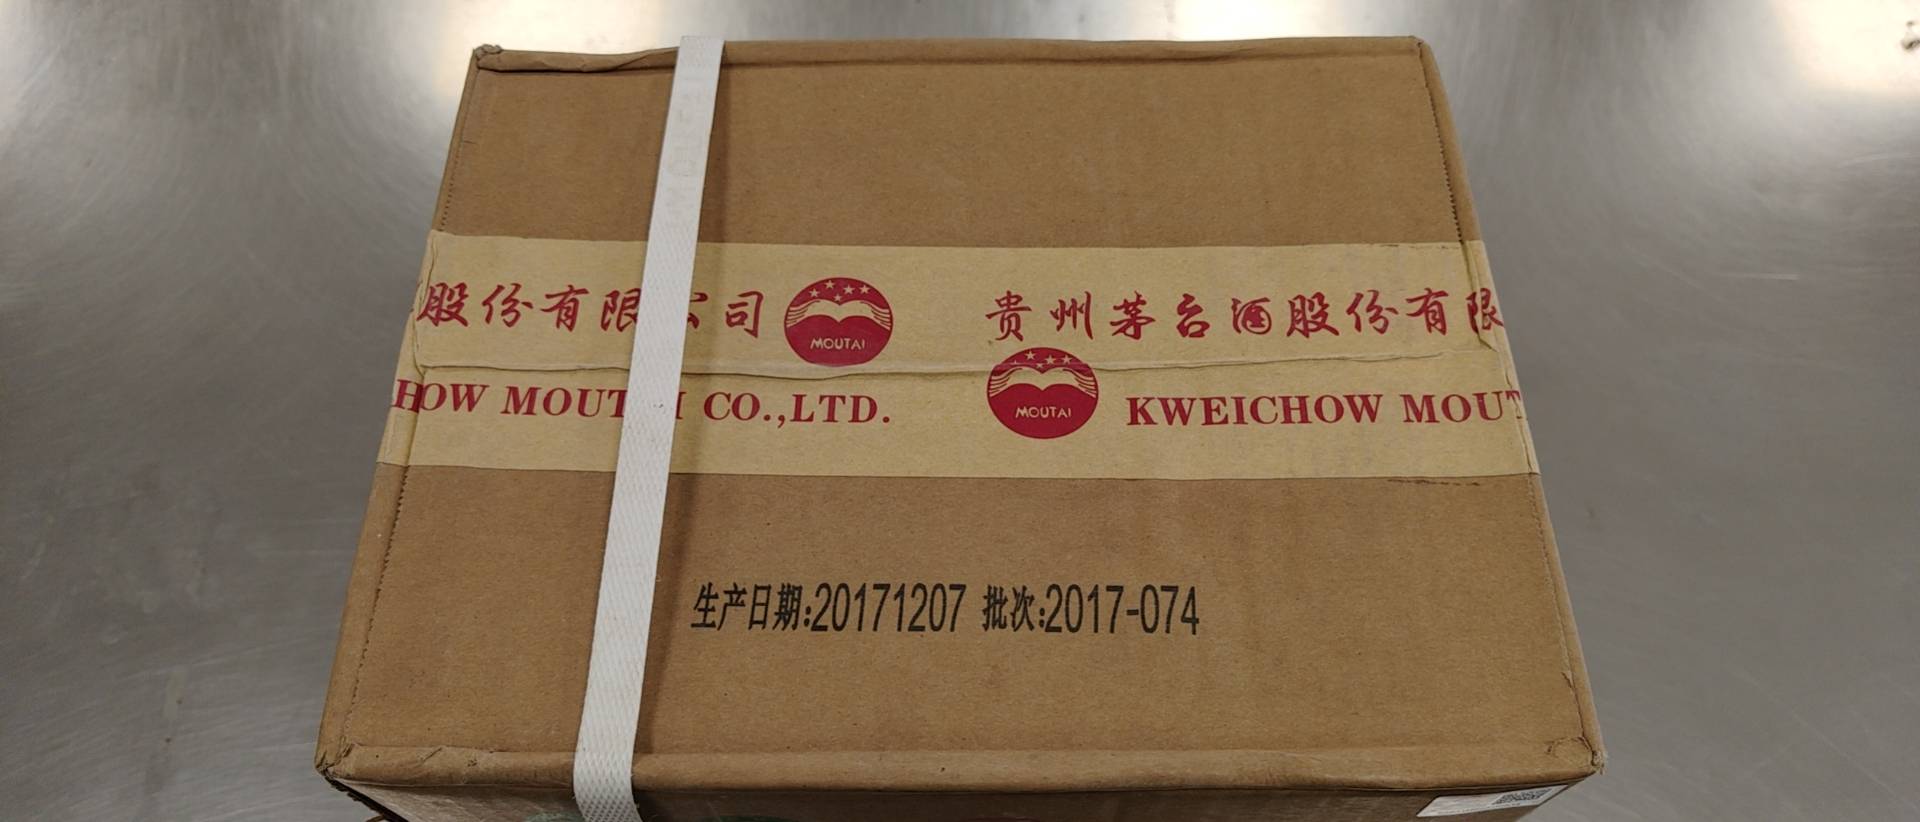 股份有限公司
MOUTAI
贵州茅台酒股份有限
HOW MOUTAI CO.,LTD.
MOUTAI
KWEICHOW MOUT
生产日期:20171207 批次:2017-074